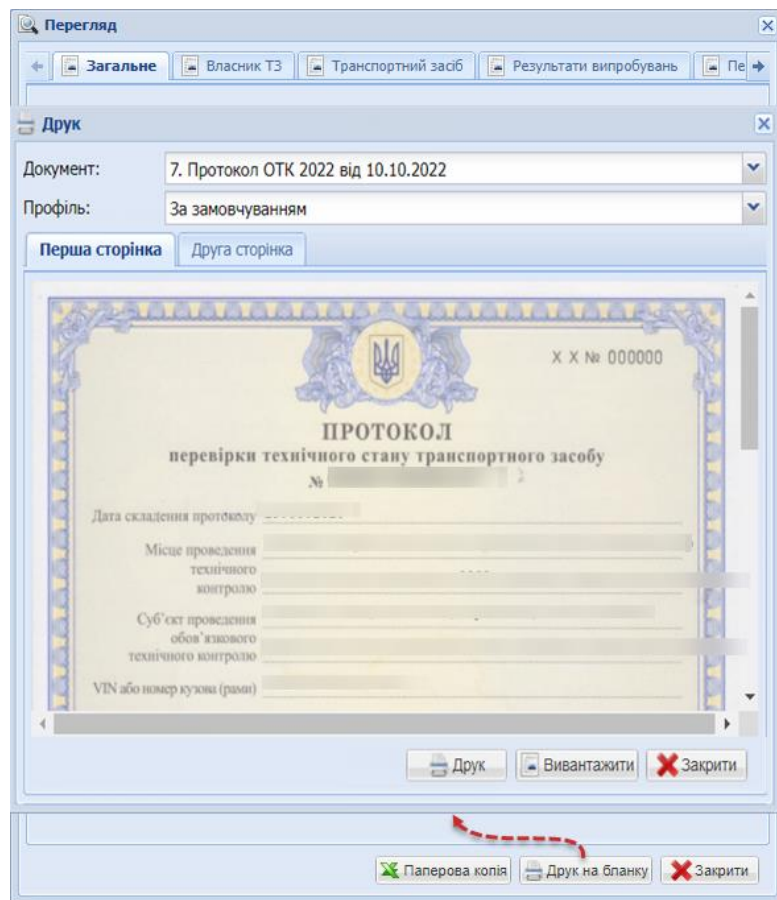 Перегляд
Загальне Власник ТЗ Транспортний засіб Результати випробувань Пе
Друк
Документ: 7. Протокол ОТК 2022 від 10.10.2022
Профіль: За замовчуванням
Перша сторінка Друга сторінка
X X № 000000
ПРОТОКОЛ
перевірки технічного стану транспортного засобу
№
Дата складення протоколу
Місце проведення
технічного
контролю
Суб'єкт проведення
обов'язкового
технічного контролю
VIN або номер кузова (рами)
Друк Вивантажити Закрити
Паперова копія Друк на бланку Закрити